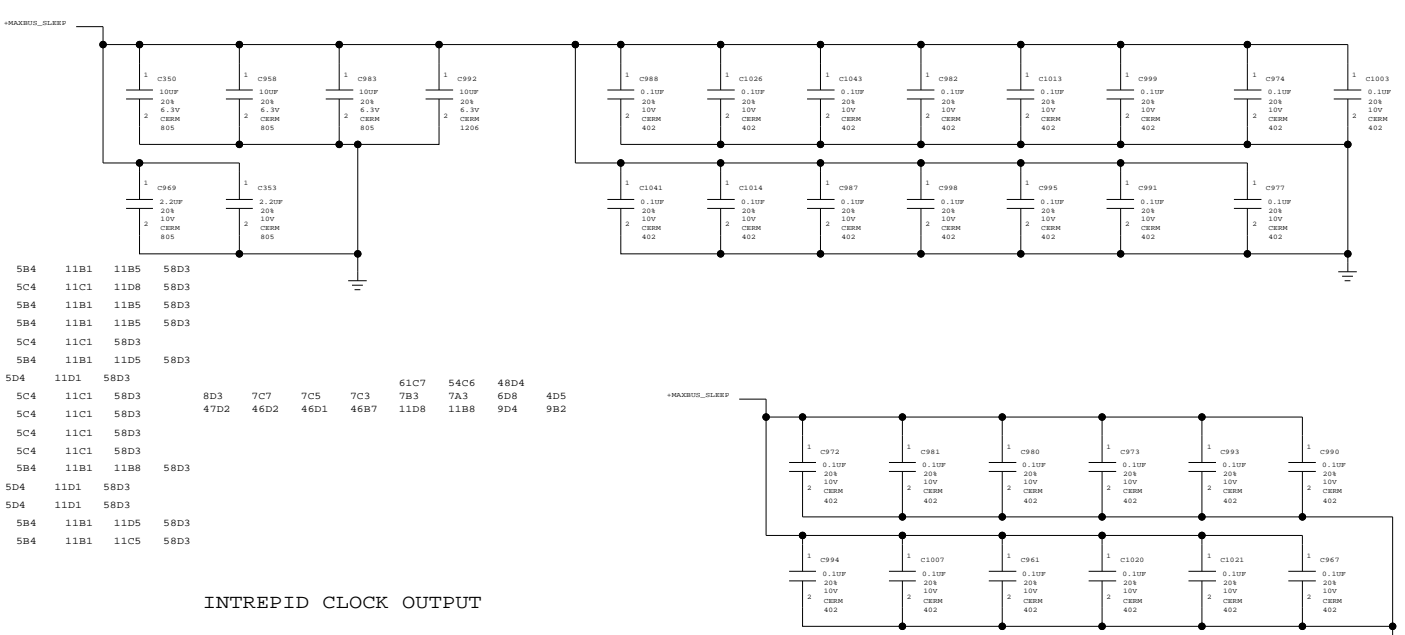 +MAXBUS_SLEEP
1 C350 1 C958 1 C983 1 C992 1 C988 1 C1026 1 C1043 1 C982 1 C1013 1 C999 1 C974 1 C1003
10UF 10UF 10UF 10UF 0.1UF 0.1UF 0.1UF 0.1UF 0.1UF 0.1UF 0.1UF 0.1UF
20% 20% 20% 20% 20% 20% 20% 20% 20% 20% 20% 20%
6.3V 6.3V 6.3V 6.3V 10V 10V 10V 10V 10V 10V 10V 10V
2 CERM 2 CERM 2 CERM 2 CERM 2 CERM 2 CERM 2 CERM 2 CERM 2 CERM 2 CERM 2 CERM 2 CERM
805 805 805 1206 402 402 402 402 402 402 402 402
1 C969 1 C353 1 C1041 1 C1014 1 C987 1 C998 1 C995 1 C991 1 C977
2.2UF 2.2UF 0.1UF 0.1UF 0.1UF 0.1UF 0.1UF 0.1UF 0.1UF
20% 20% 20% 20% 20% 20% 20% 20% 20%
10V 10V 10V 10V 10V 10V 10V 10V 10V
2 CERM 2 CERM 2 CERM 2 CERM 2 CERM 2 CERM 2 CERM 2 CERM 2 CERM
805 805 402 402 402 402 402 402 402
5B4 11B1 11B5 58D3
5C4 11C1 11D8 58D3
5B4 11B1 11B5 58D3
5B4 11B1 11B5 58D3
5C4 11C1 58D3
5B4 11B1 11D5 58D3
5D4 11D1 58D3
5C4 11C1 58D3
5C4 11C1 58D3
5C4 11C1 58D3
5C4 11C1 58D3
5B4 11B1 11B8 58D3
5D4 11D1 58D3
5D4 11D1 58D3
5B4 11B1 11D5 58D3
5B4 11B1 11C5 58D3
61C7 54C6 48D4
8D3 7C7 7C5 7C3 7B3 7A3 6D8 4D5
47D2 46D2 46D1 46B7 11D8 11B8 9D4 9B2
+MAXBUS_SLEEP
1 C972 1 C981 1 C980 1 C973 1 C993 1 C990
0.1UF 0.1UF 0.1UF 0.1UF 0.1UF 0.1UF
20% 20% 20% 20% 20% 20%
10V 10V 10V 10V 10V 10V
2 CERM 2 CERM 2 CERM 2 CERM 2 CERM 2 CERM
402 402 402 402 402 402
1 C994 1 C1007 1 C961 1 C1020 1 C1021 1 C967
0.1UF 0.1UF 0.1UF 0.1UF 0.1UF 0.1UF
20% 20% 20% 20% 20% 20%
10V 10V 10V 10V 10V 10V
2 CERM 2 CERM 2 CERM 2 CERM 2 CERM 2 CERM
402 402 402 402 402 402
INTREPID CLOCK OUTPUT